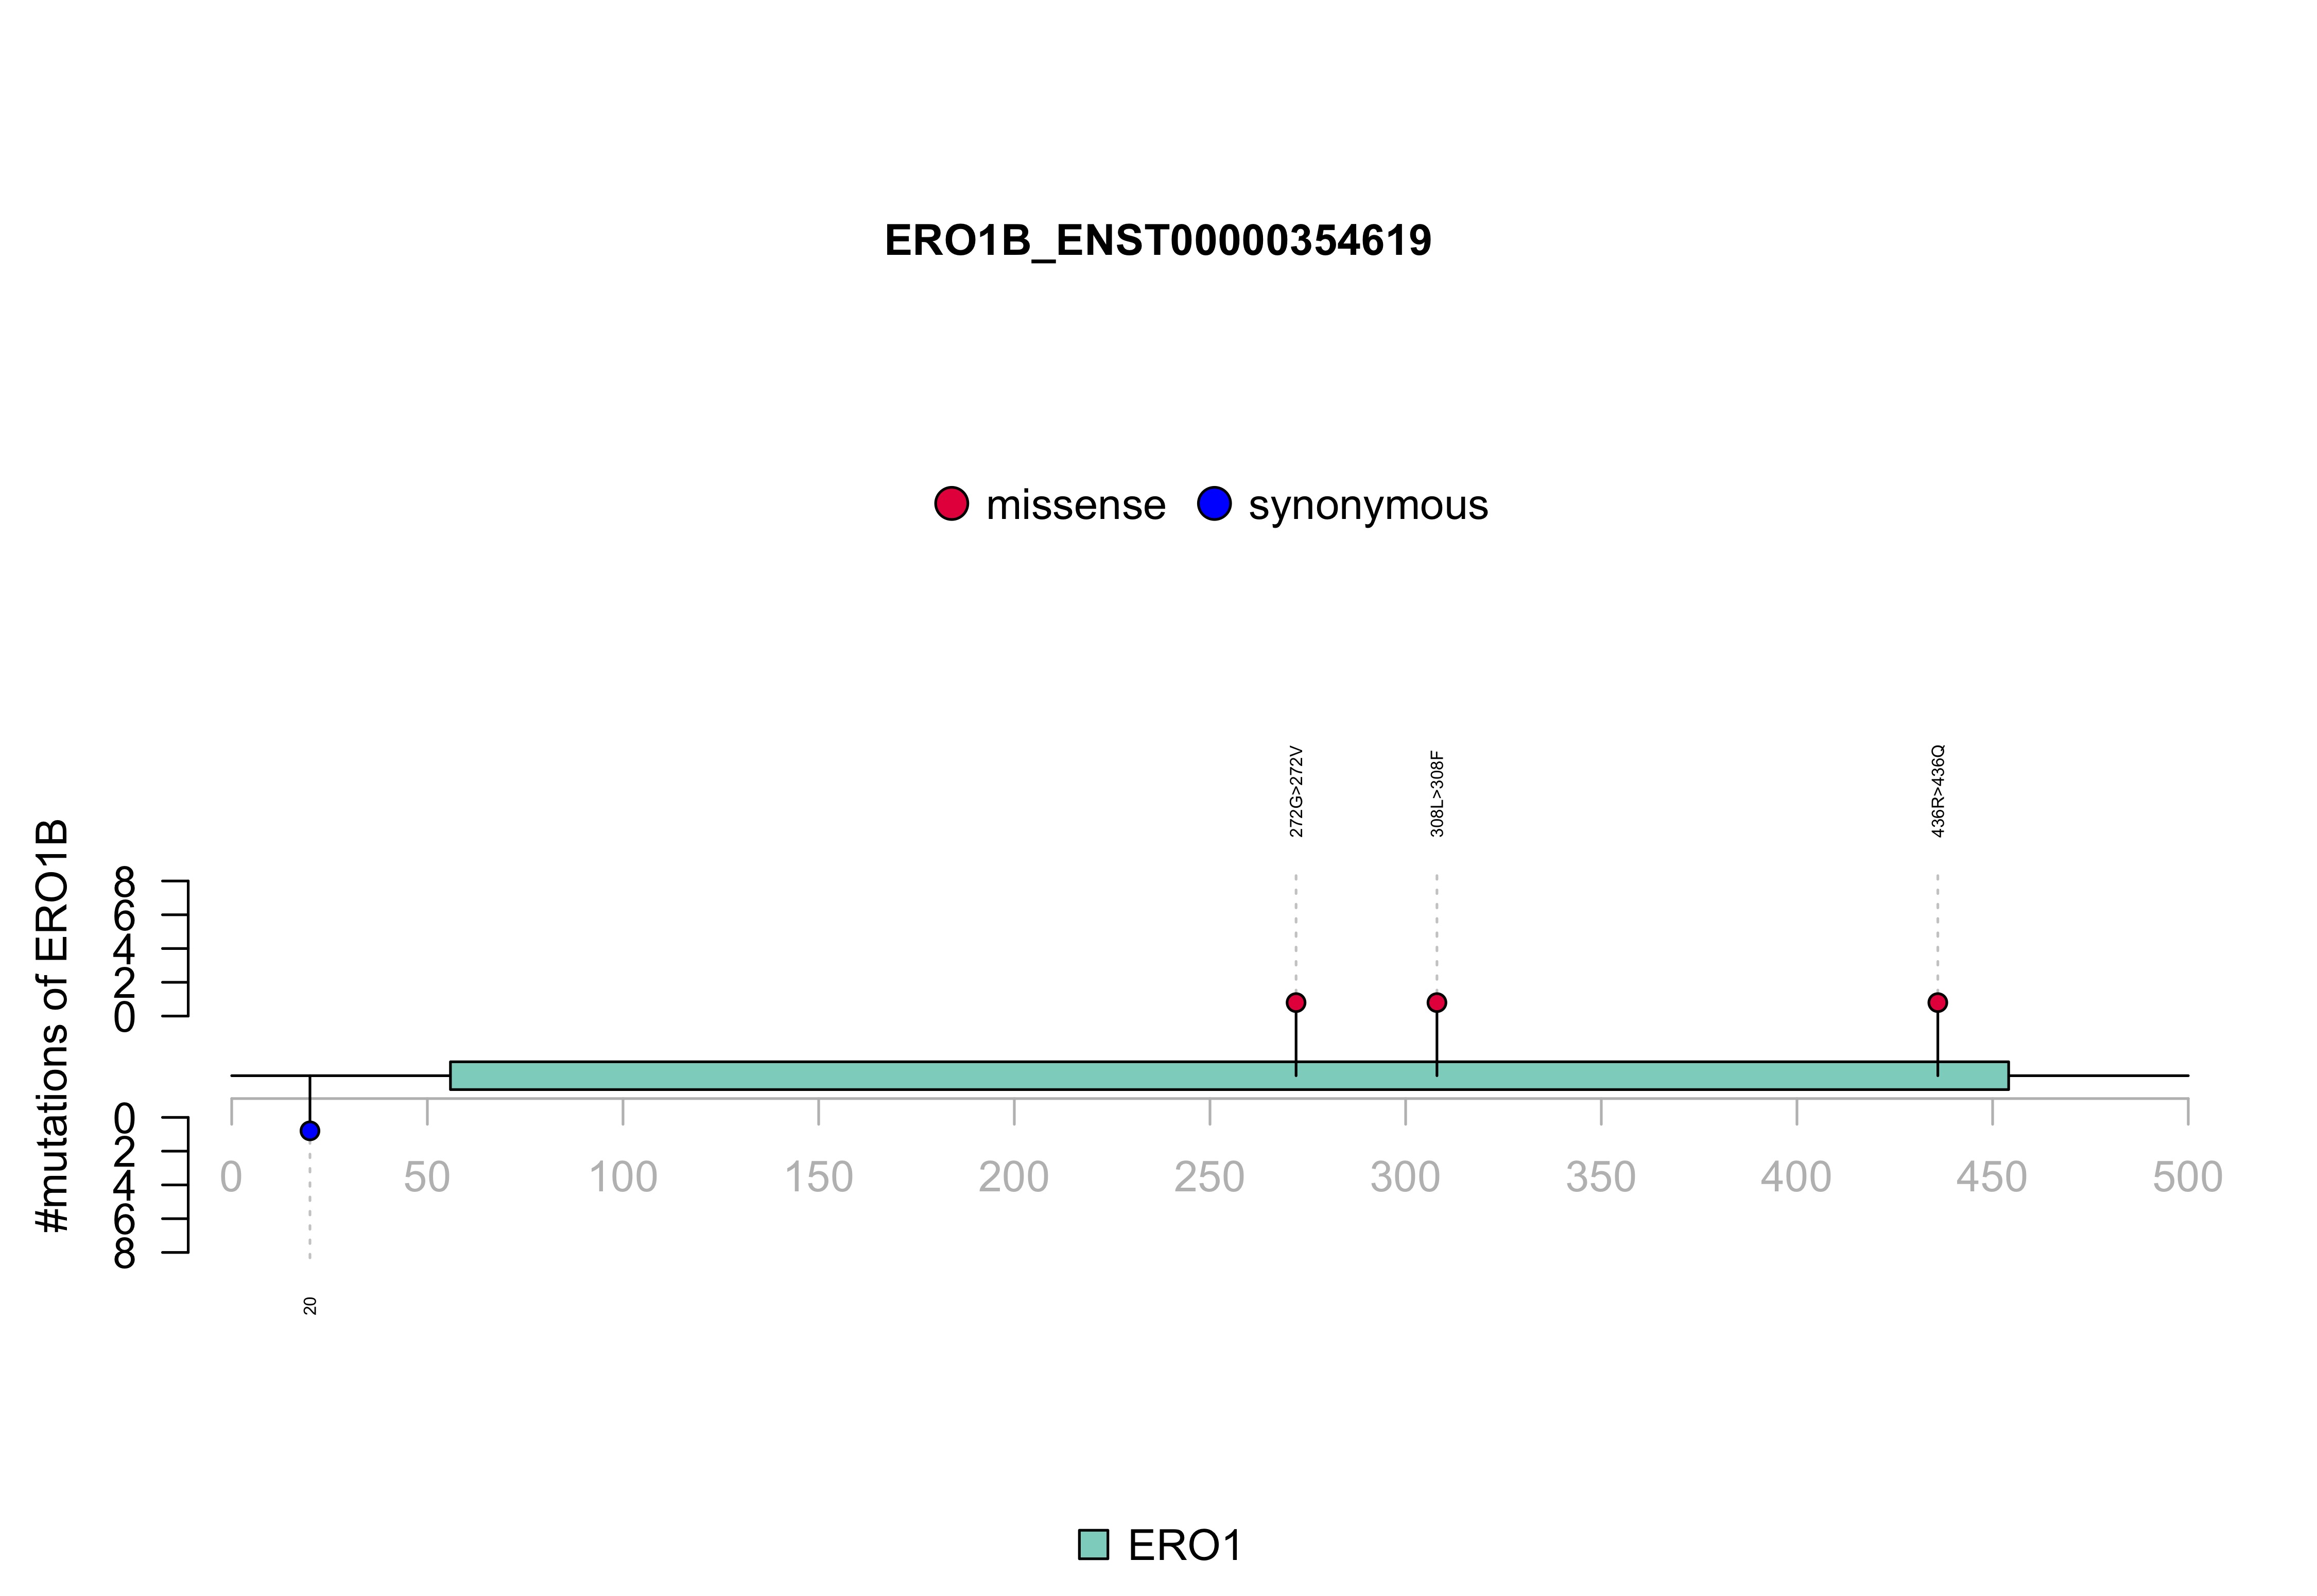 ERO1B_ENST00000354619
missense synonymous
272G>272V
308L>308F
436R>436Q
#mutations of ERO1B
8
6
4
2
0
0
2
4
6
8
0 50 100 150 200 250 300 350 400 450 500
20
ERO1